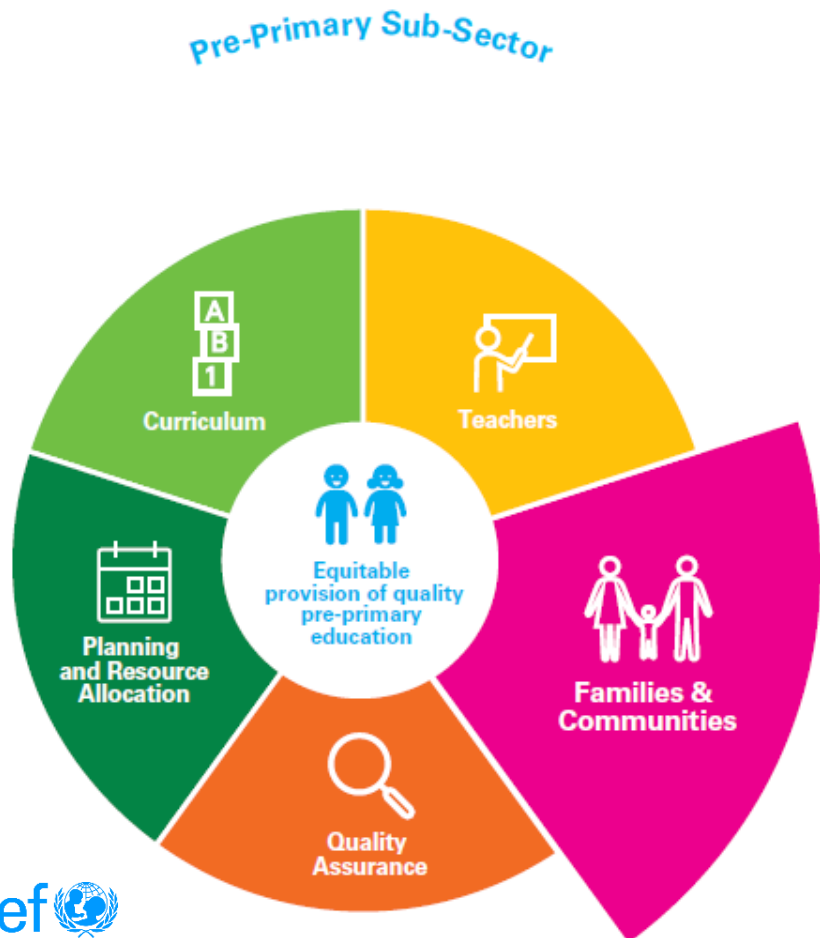 Pre-Primary Sub-Sector
A
B
1
Curriculum
Teachers
Equitable
provision of quality
pre-primary
education
Families &
Communities
Planning
and Resource
Allocation
Quality
Assurance
ef